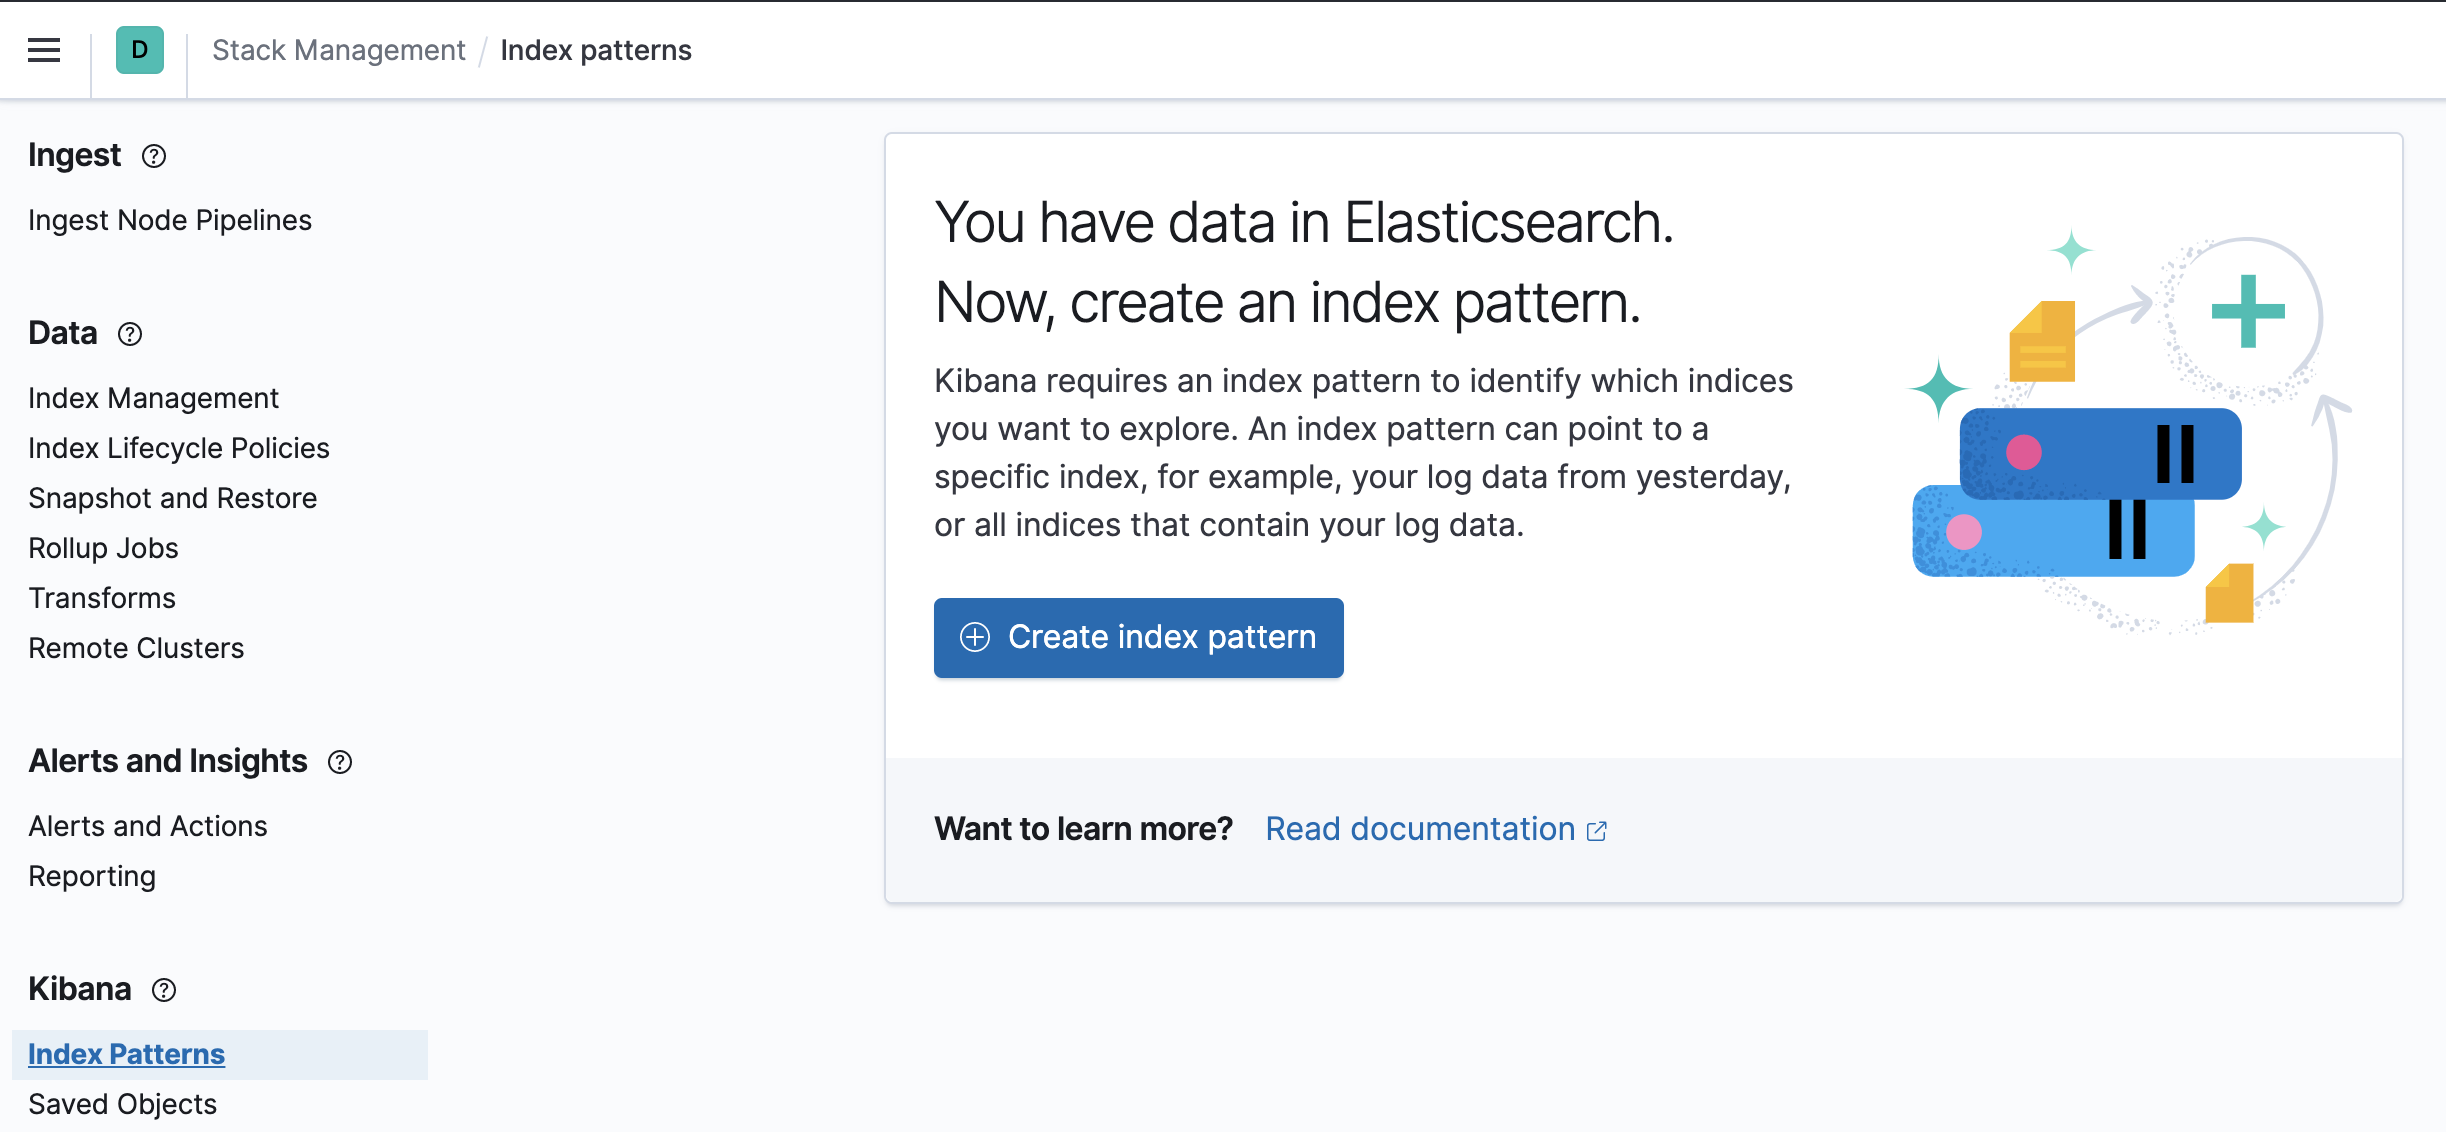 D
Stack Management / Index patterns
Ingest
Ingest Node Pipelines
Data
Index Management
Index Lifecycle Policies
Snapshot and Restore
Rollup Jobs
Transforms
Remote Clusters
Alerts and Insights
Alerts and Actions
Reporting
Kibana
Index Patterns
Saved Objects
You have data in Elasticsearch.
Now, create an index pattern.
Kibana requires an index pattern to identify which indices
you want to explore. An index pattern can point to a
specific index, for example, your log data from yesterday,
or all indices that contain your log data.
Create index pattern
Want to learn more? Read documentation